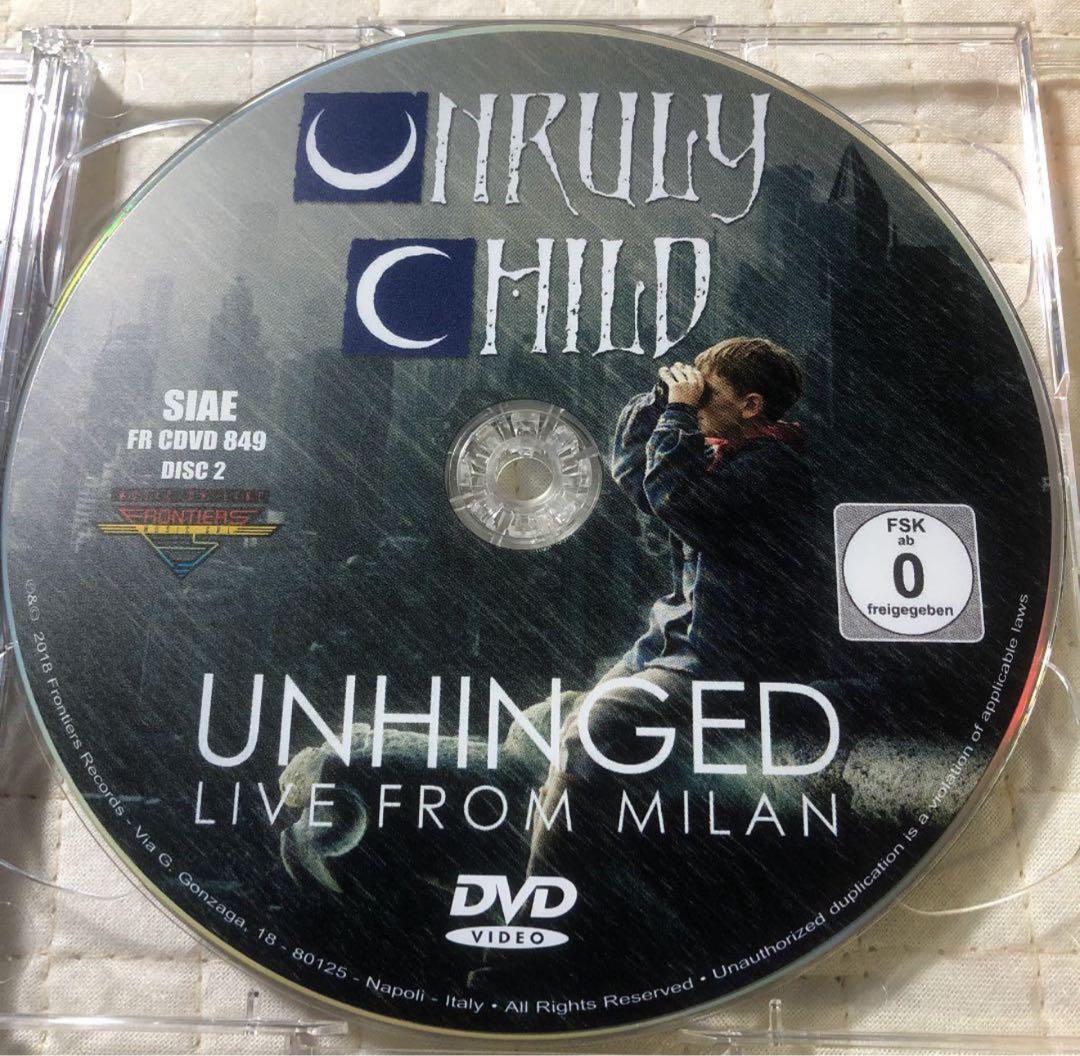 UNRULY
CHILD
SIAE
FR CDVD 849
DISC 2
FRONTIERS
FSK
ab
0
freigegeben
UNHINGED
LIVE FROM MILAN
DVD
VIDEO
℗&© 2018 Frontiers Records - Via G. Gonzaga, 18 - 80125 - Napoli - Italy • All Rights Reserved • Unauthorized duplication is a violation of applicable laws